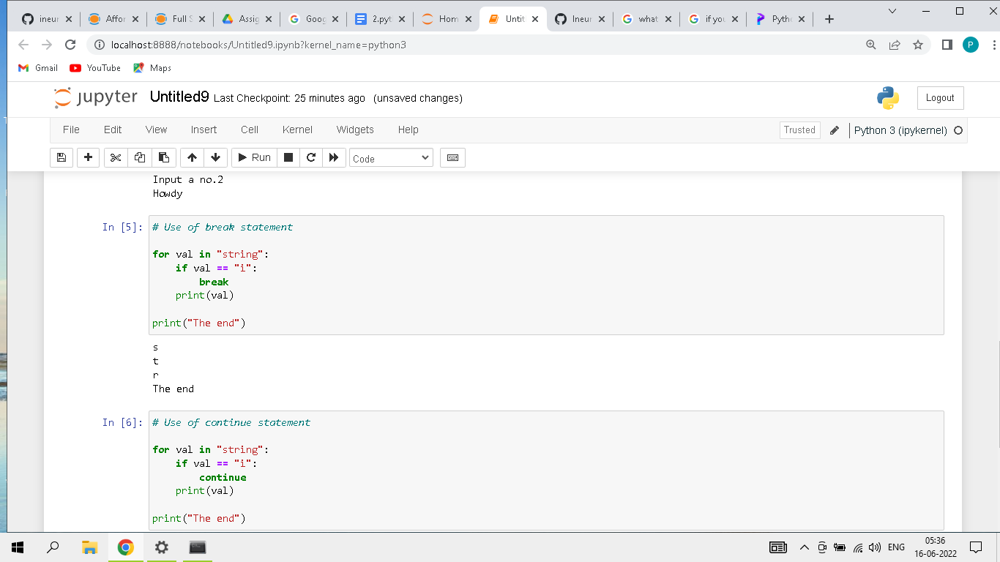 ineur
Affor
Full S
Assig
Goog
2.pyt
Hom
Untit
Ineur
what
if you
Pytho
localhost:8888/notebooks/Untitled9.ipynb?kernel_name=python3
P
Gmail
YouTube
Maps
jupyter Untitled9 Last Checkpoint: 25 minutes ago (unsaved changes)
Logout
File Edit View Insert Cell Kernel Widgets Help
Trusted
Python 3 (ipykernel)
Run
Code
Input a no.2
Howdy
In [5]: # Use of break statement
for val in "string":
    if val == "i":
        break
    print(val)
print("The end")
s
t
r
The end
In [6]: # Use of continue statement
for val in "string":
    if val == "i":
        continue
    print(val)
print("The end")
ENG
05:36
16-06-2022